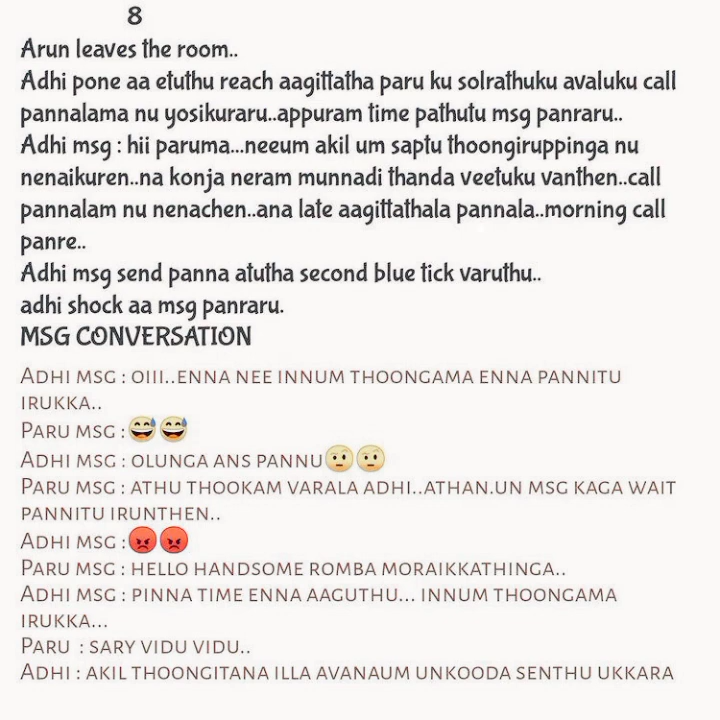 8
Arun leaves the room..
Adhi pone aa etuthu reach aagittatha paru ku solrathuku avaluku call
pannalama nu yosikuraru..appuram time pathutu msg panraru..
Adhi msg : hii paruma...neeum akil um saptu thoongiruppinga nu
nenaikuren..na konja neram munnadi thanda veetuku vanthen..call
pannalam nu nenachen..ana late aagittathala pannala..morning call
panre..
Adhi msg send panna atutha second blue tick varuthu..
adhi shock aa msg panraru.
MSG CONVERSATION
Adhi msg : oiii..enna nee innum thoongama enna pannitu
irukka..
Paru msg :😅😅
Adhi msg : olunga ans pannu🤨🤨
Paru msg : athu thookam varala adhi..athan.un msg kaga wait
pannitu irunthen..
Adhi msg :😡😡
Paru msg : hello handsome romba moraikkathinga..
Adhi msg : pinna time enna aaguthu... innum thoongama
irukka...
Paru : sary vidu vidu..
Adhi : akil thoongitana illa avanaum unkooda senthu ukkara